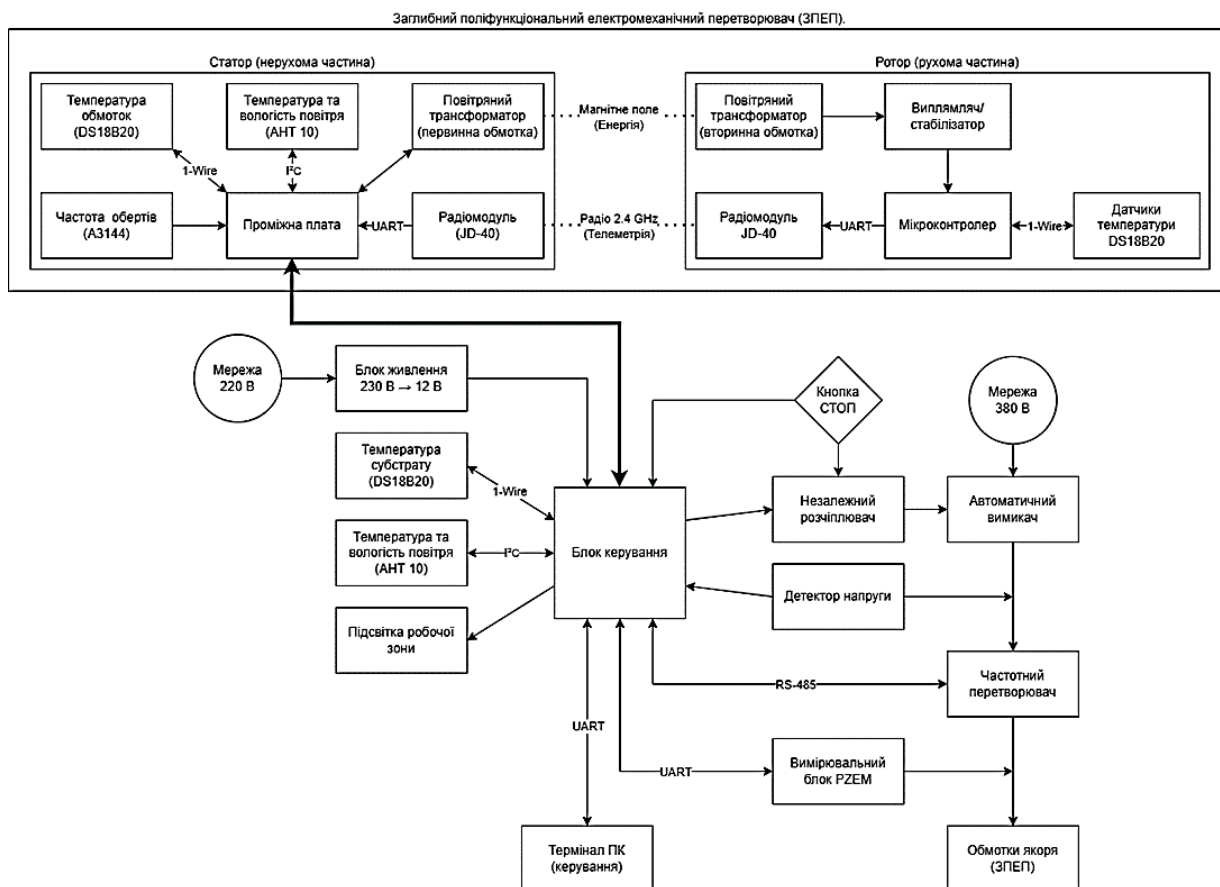 Заглибний поліфункціональний електромеханічний перетворювач (ЗПЕП).
Статор (нерухома частина)
Ротор (рухома частина)
Температура
обмоток
(DS18B20)
Температура та
вологість повітря
(AHT 10)
Повітряний
трансформатор
(первинна обмотка)
Магнітне поле
(Енергія)
Повітряний
трансформатор
(вторинна обмотка)
Виплямляч/
стабілізатор
1-Wire
I²C
Частота обертів
(A3144)
Проміжна плата
UART
Радіомодуль
(JD-40)
Радіо 2.4 GHz
(Телеметрія)
Радіомодуль
JD-40
UART
Мікроконтролер
1-Wire
Датчики
температури
DS18B20
Мережа
220 В
Блок живлення
230 В → 12 В
Кнопка
СТОП
Мережа
380 В
Температура
субстрату
(DS18B20)
1-Wire
Незалежний
розчіплювач
Автоматичний
вимикач
Температура та
вологість повітря
(AHT 10)
I²C
Блок керування
Детектор напруги
Підсвітка робочої
зони
RS-485
Частотний
перетворювач
UART
UART
Вимірювальний
блок PZEM
Термінал ПК
(керування)
Обмотки якоря
(ЗПЕП)